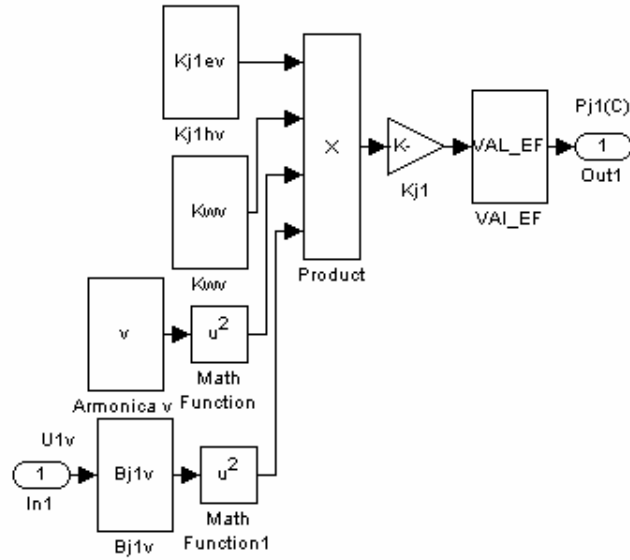 Kj1ev
Kj1hv
Kwv
Kwv
v
Armonica v
u2
Math
Function
U1v
1
In1
Bj1v
Bj1v
u2
Math
Function1
×
Product
K-
Kj1
VAL_EF
VAl_EF
Pj1(C)
1
Out1